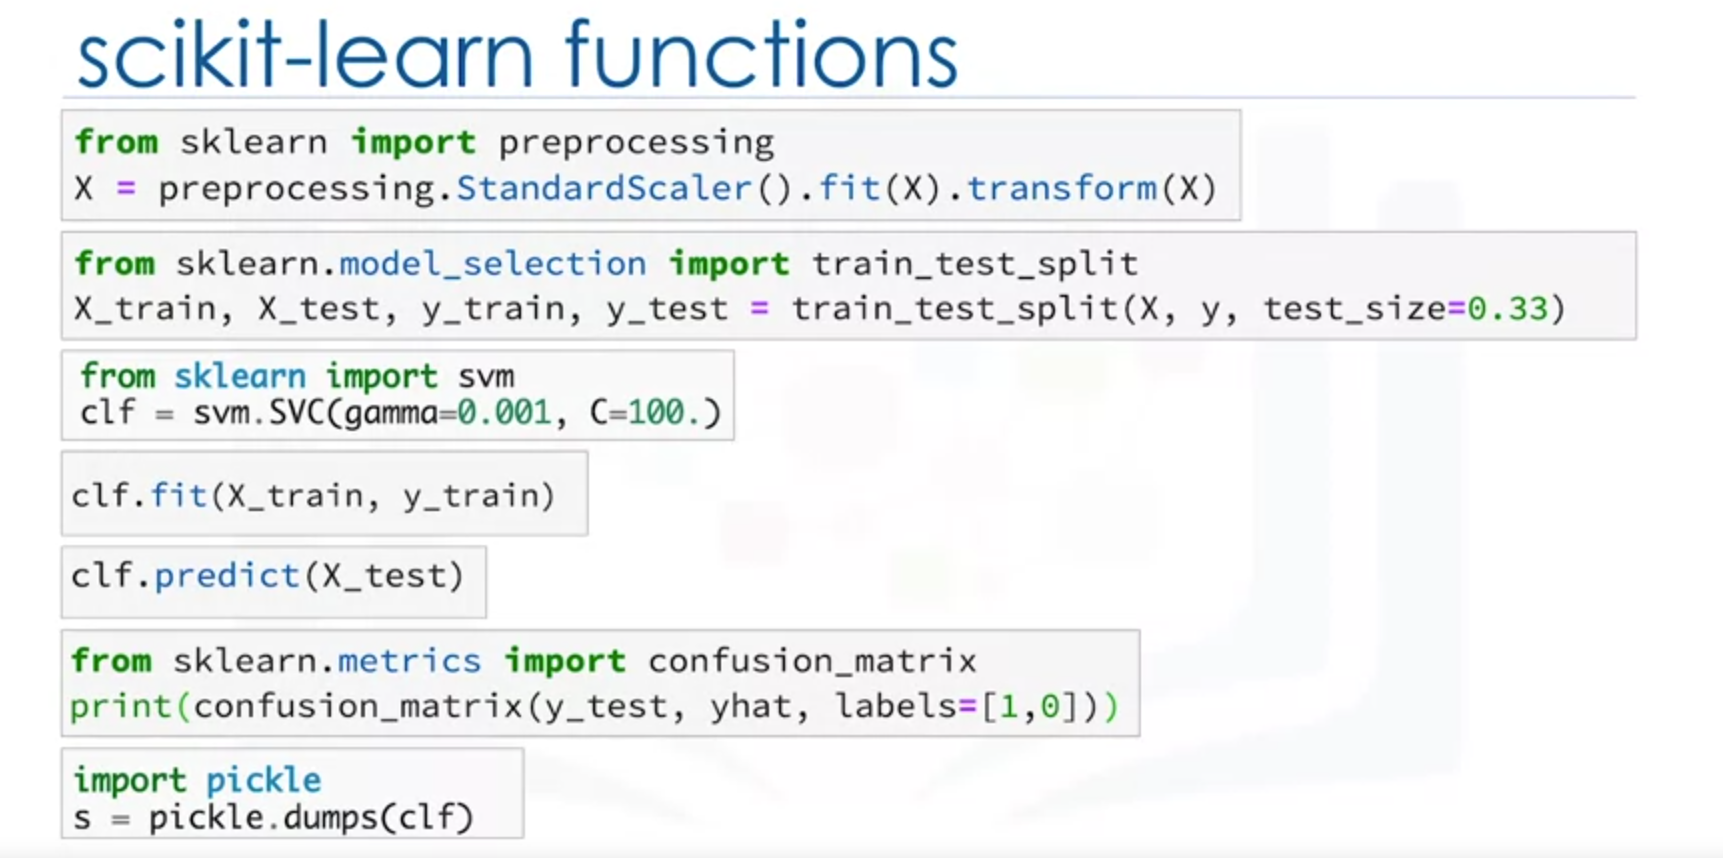 scikit-learn functions
from sklearn import preprocessing
X = preprocessing.StandardScaler().fit(X).transform(X)
from sklearn.model_selection import train_test_split
X_train, X_test, y_train, y_test = train_test_split(X, y, test_size=0.33)
from sklearn import svm
clf = svm.SVC(gamma=0.001, C=100.)
clf.fit(X_train, y_train)
clf.predict(X_test)
from sklearn.metrics import confusion_matrix
print(confusion_matrix(y_test, yhat, labels=[1,0]))
import pickle
s = pickle.dumps(clf)